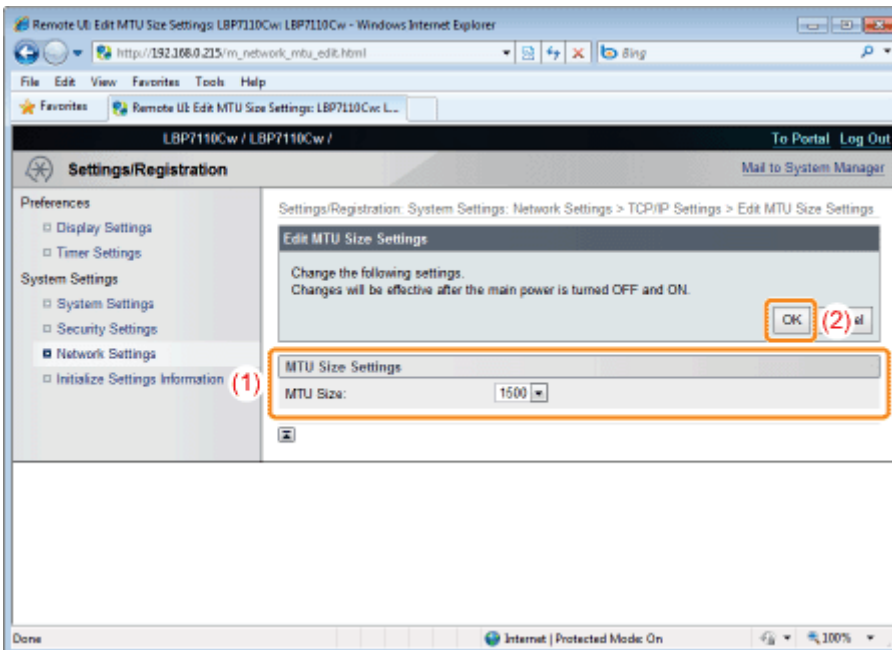 Remote UI: Edit MTU Size Settings: LBP7110Cw: LBP7110Cw - Windows Internet Explorer
http://192.168.0.215/m_network_mtu_edit.html
Bing
File Edit View Favorites Tools Help
Favorites Remote UI: Edit MTU Size Settings: LBP7110Cw: L...
LBP7110Cw / LBP7110Cw / To Portal Log Out
Settings/Registration Mail to System Manager
Preferences
Display Settings
Timer Settings
System Settings
System Settings
Security Settings
Network Settings
Initialize Settings Information
Settings/Registration: System Settings: Network Settings > TCP/IP Settings > Edit MTU Size Settings
Edit MTU Size Settings
Change the following settings.
Changes will be effective after the main power is turned OFF and ON.
OK (2) el
(1)
MTU Size Settings
MTU Size: 1500
Done Internet | Protected Mode: On 100%